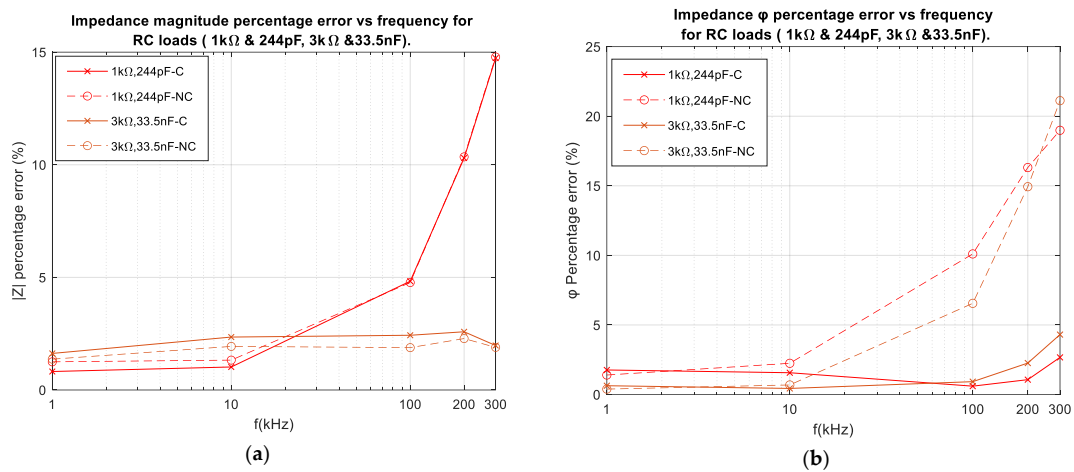 Impedance magnitude percentage error vs frequency for
RC loads ( 1kΩ & 244pF, 3kΩ &33.5nF).
15
10
5
0
|Z| percentage error (%)
1kΩ,244pF-C
1kΩ,244pF-NC
3kΩ,33.5nF-C
3kΩ,33.5nF-NC
1
10
100
200
300
f(kHz)
(a)
Impedance φ percentage error vs frequency
for RC loads ( 1kΩ & 244pF, 3kΩ &33.5nF).
25
20
15
10
5
0
φ Percentage error (%)
1kΩ,244pF-C
1kΩ,244pF-NC
3kΩ,33.5nF-C
3kΩ,33.5nF-NC
1
10
100
200
300
f(kHz)
(b)